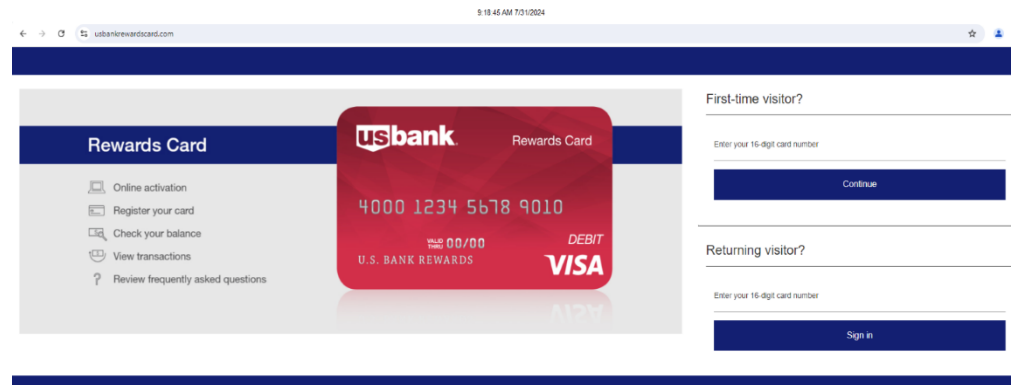 9:18:45 AM 7/31/2024
usbankrewardscard.com
First-time visitor?
Enter your 16-digit card number
Continue
Returning visitor?
Enter your 16-digit card number
Sign in
Rewards Card
Online activation
Register your card
Check your balance
View transactions
? Review frequently asked questions
usbank.
Rewards Card
4000 1234 5678 9010
VALID THRU 00/00
DEBIT
U.S. BANK REWARDS
VISA